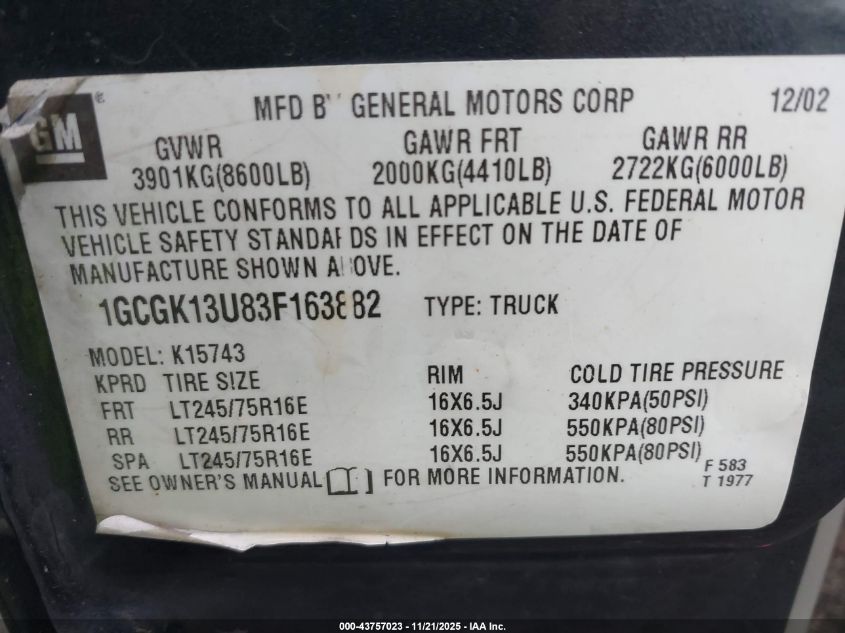 GM ®
MFD B GENERAL MOTORS CORP 12/02
GVWR GAWR FRT GAWR RR
3901KG(8600LB) 2000KG(4410LB) 2722KG(6000LB)
THIS VEHICLE CONFORMS TO ALL APPLICABLE U.S. FEDERAL MOTOR
VEHICLE SAFETY STANDARDS IN EFFECT ON THE DATE OF
MANUFACTURE SHOWN ABOVE.
1GCGK13U83F163882 TYPE: TRUCK
MODEL: K15743
KPRD TIRE SIZE RIM COLD TIRE PRESSURE
FRT LT245/75R16E 16X6.5J 340KPA(50PSI)
RR LT245/75R16E 16X6.5J 550KPA(80PSI)
SPA LT245/75R16E 16X6.5J 550KPA(80PSI)
SEE OWNER'S MANUAL FOR MORE INFORMATION.
F 583
T 1977
000-43757023 - 11/21/2025 - IAA Inc.